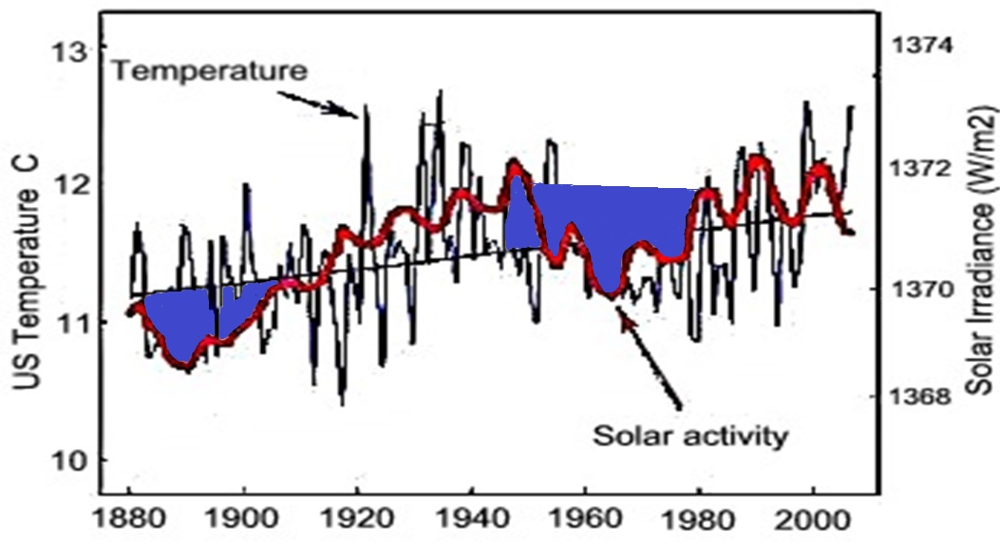 13
12
11
10
US Temperature C
Temperature
Solar activity
1374
1372
1370
1368
Solar Irradiance (W/m2)
1880 1900 1920 1940 1960 1980 2000